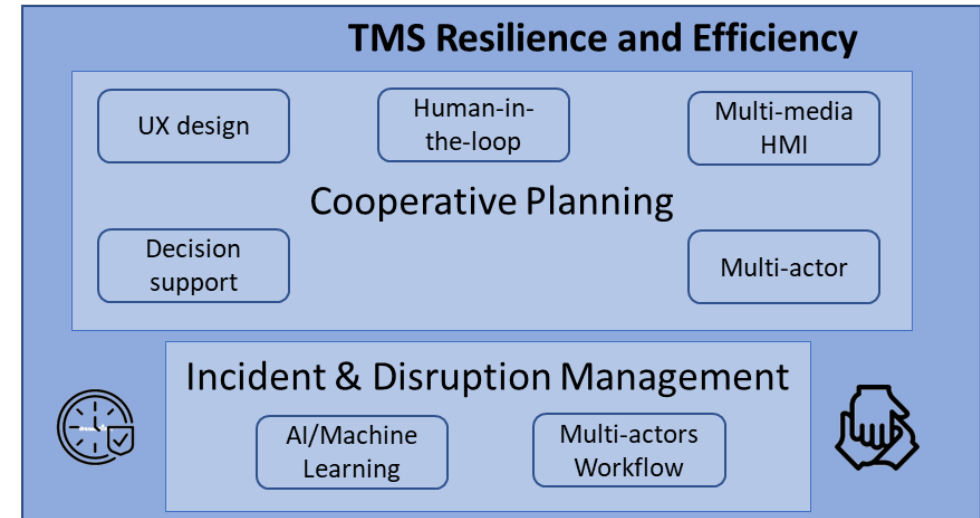 TMS Resilience and Efficiency
UX design
Human-in-
the-loop
Multi-media
HMI
Cooperative Planning
Decision
support
Multi-actor
Incident & Disruption Management
AI/Machine
Learning
Multi-actors
Workflow